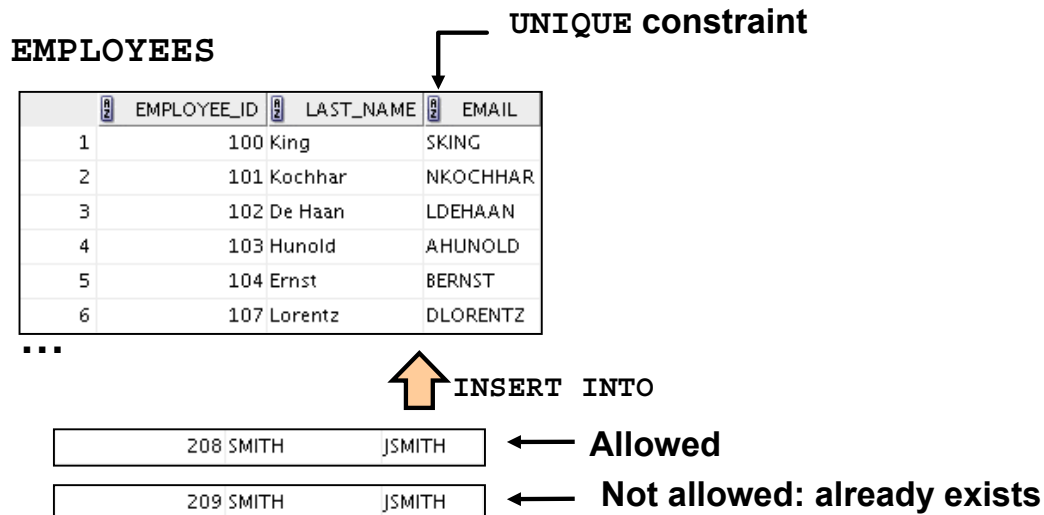 UNIQUE constraint
EMPLOYEES
EMPLOYEE_ID LAST_NAME EMAIL
1 100 King SKING
2 101 Kochhar NKOCHHAR
3 102 De Haan LDEHAAN
4 103 Hunold AHUNOLD
5 104 Ernst BERNST
6 107 Lorentz DLORENTZ
...
INSERT INTO
208 SMITH JSMITH Allowed
209 SMITH JSMITH Not allowed: already exists